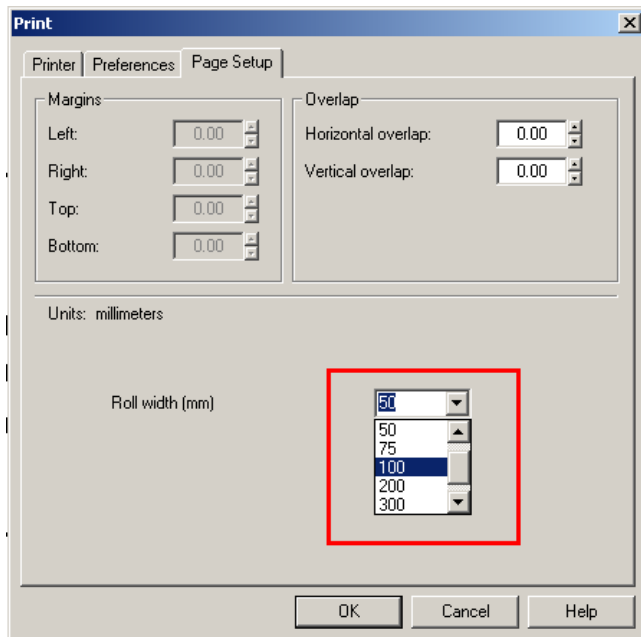 Print
Printer Preferences Page Setup
Margins
Left: 0.00
Right: 0.00
Top: 0.00
Bottom: 0.00
Overlap
Horizontal overlap: 0.00
Vertical overlap: 0.00
Units: millimeters
Roll width (mm) 50
50
75
100
200
300
OK Cancel Help